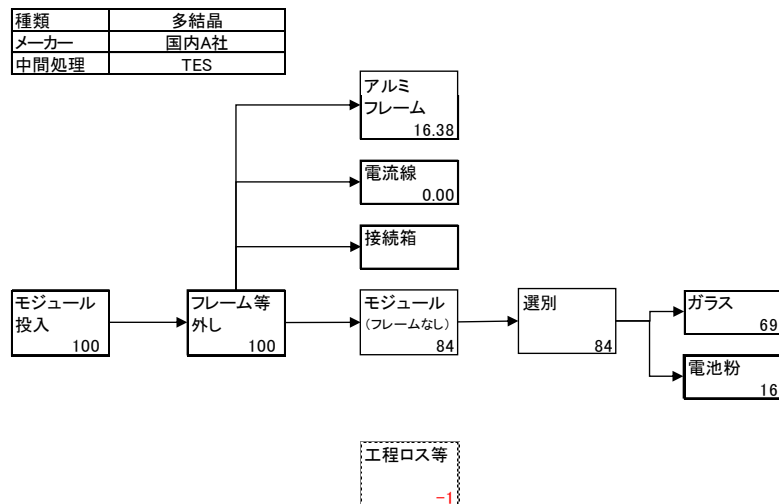 種類 多結晶
メーカー 国内A社
中間処理 TES
アルミ
フレーム
16.38
電流線
0.00
接続箱
モジュール
投入
100
フレーム等
外し
100
モジュール
(フレームなし)
84
選別
84
ガラス
69
電池粉
16
工程ロス等
-1